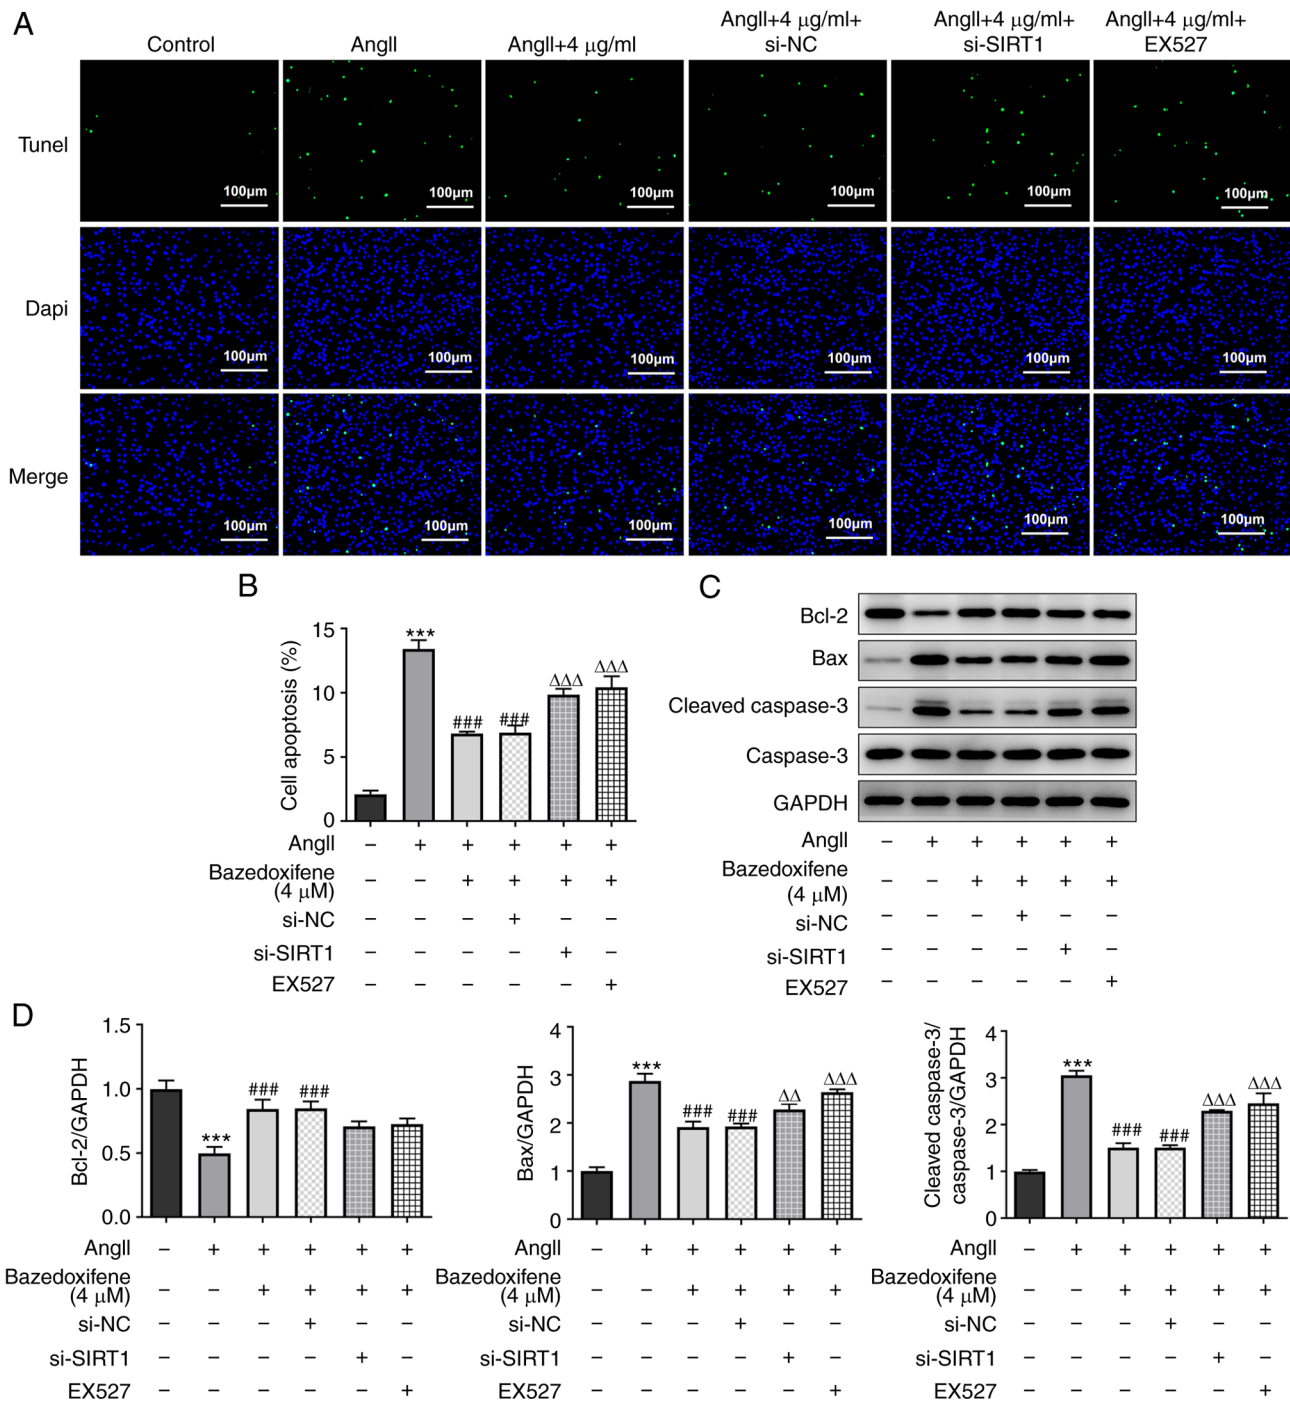 A
Control
AngII
AngII+4 μg/ml
AngII+4 μg/ml+
si-NC
AngII+4 μg/ml+
si-SIRT1
AngII+4 μg/ml+
EX527
Tunel
100μm
100μm
100μm
100μm
100μm
100μm
Dapi
100μm
100μm
100μm
100μm
100μm
100μm
Merge
100μm
100μm
100μm
100μm
100μm
100μm
B
Cell apoptosis (%)
15
10
5
0
***
###
###
ΔΔΔ
ΔΔΔ
AngII − + + + + +
Bazedoxifene
(4 μM) − − + + + +
si-NC − − − + − −
si-SIRT1 − − − − + −
EX527 − − − − − +
C
Bcl-2
Bax
Cleaved caspase-3
Caspase-3
GAPDH
AngII − + + + + +
Bazedoxifene
(4 μM) − − + + + +
si-NC − − − + − −
si-SIRT1 − − − − + −
EX527 − − − − − +
D
Bcl-2/GAPDH
1.5
1.0
0.5
0.0
***
###
###
AngII − + + + + +
Bazedoxifene
(4 μM) − − + + + +
si-NC − − − + − −
si-SIRT1 − − − − + −
EX527 − − − − − +
Bax/GAPDH
4
3
2
1
0
***
###
###
ΔΔ
ΔΔΔ
AngII − + + + + +
Bazedoxifene
(4 μM) − − + + + +
si-NC − − − + − −
si-SIRT1 − − − − + −
EX527 − − − − − +
Cleaved caspase-3/
caspase-3/GAPDH
4
3
2
1
0
***
###
###
ΔΔΔ
ΔΔΔ
AngII − + + + + +
Bazedoxifene
(4 μM) − − + + + +
si-NC − − − + − −
si-SIRT1 − − − − + −
EX527 − − − − − +